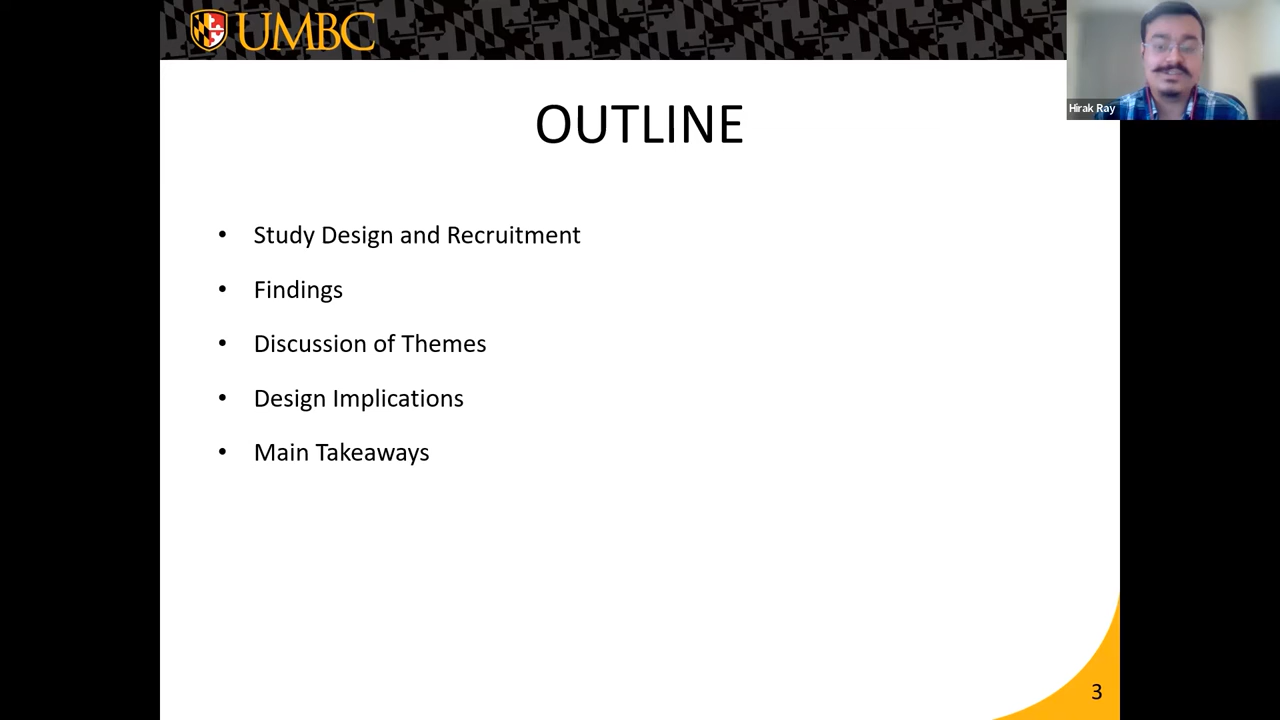 UMBC
Hirak Ray
OUTLINE
• Study Design and Recruitment
• Findings
• Discussion of Themes
• Design Implications
• Main Takeaways
3